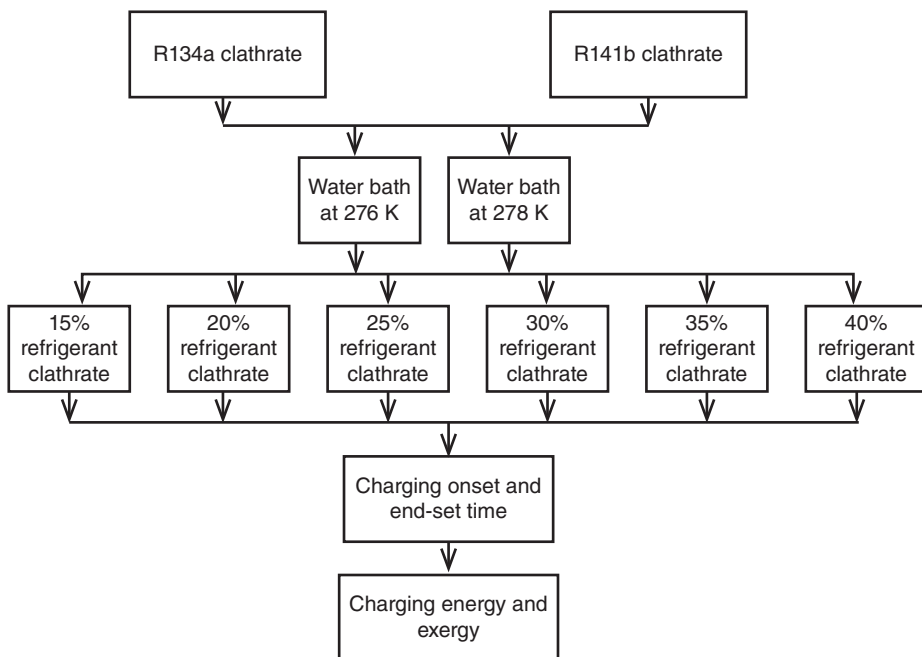 R134a clathrate
R141b clathrate
Water bath
at 276 K
Water bath
at 278 K
15%
refrigerant
clathrate
20%
refrigerant
clathrate
25%
refrigerant
clathrate
30%
refrigerant
clathrate
35%
refrigerant
clathrate
40%
refrigerant
clathrate
Charging onset and
end-set time
Charging energy and
exergy